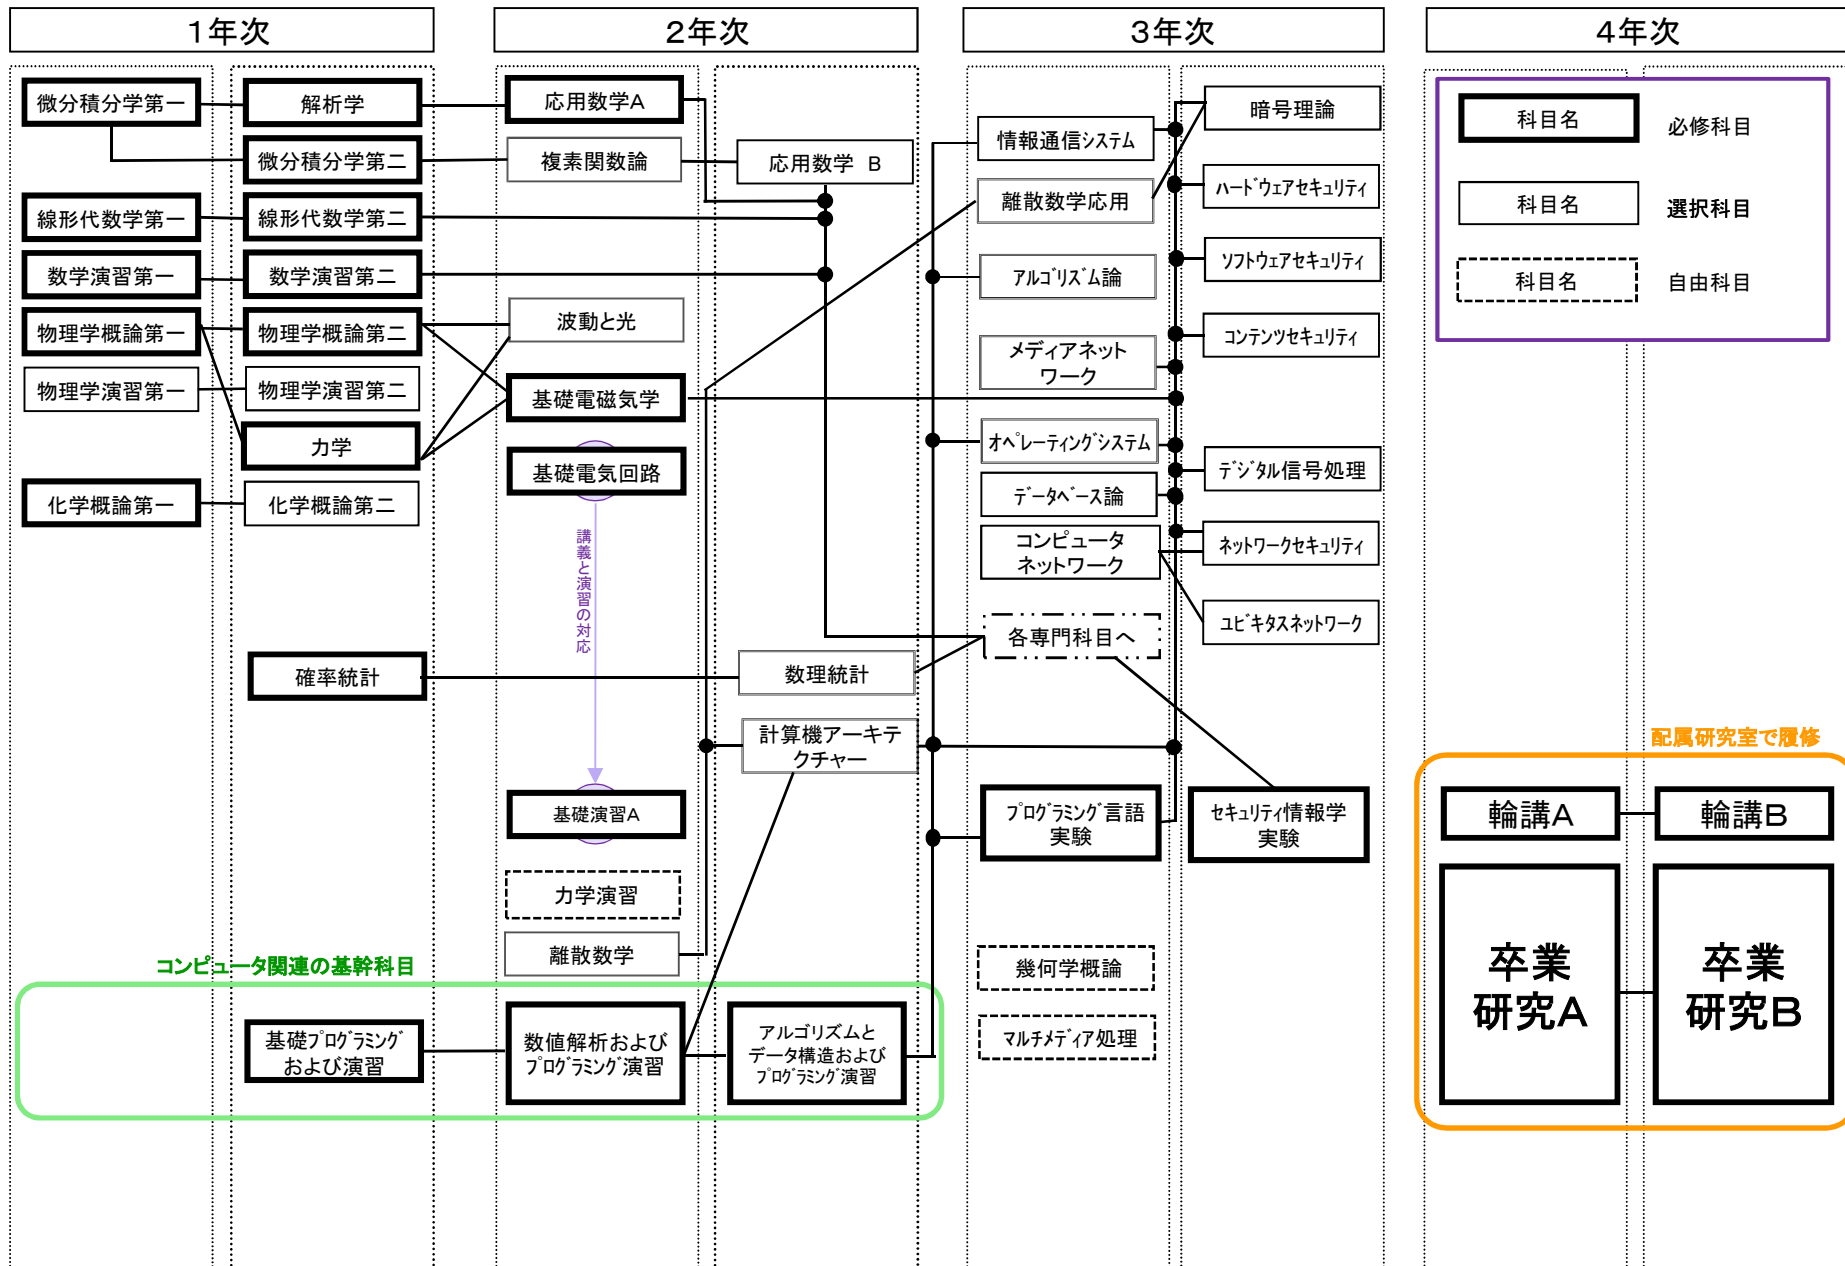 1年次
2年次
3年次
4年次
微分積分学第一
線形代数学第一
数学演習第一
物理学概論第一
物理学演習第一
化学概論第一
解析学
微分積分学第二
線形代数学第二
数学演習第二
物理学概論第二
物理学演習第二
力学
化学概論第二
確率統計
コンピュータ関連の基幹科目
基礎プログラミング
および演習
応用数学A
複素関数論
波動と光
基礎電磁気学
基礎電気回路
講義と演習の対応
基礎演習A
力学演習
離散数学
数値解析および
プログラミング演習
応用数学 B
数理統計
計算機アーキテ
クチャー
アルゴリズムと
データ構造および
プログラミング演習
情報通信システム
離散数学応用
アルゴリズム論
メディアネット
ワーク
オペレーティングシステム
データベース論
コンピュータ
ネットワーク
各専門科目へ
プログラミング言語
実験
幾何学概論
マルチメディア処理
暗号理論
ハードウェアセキュリティ
ソフトウェアセキュリティ
コンテンツセキュリティ
デジタル信号処理
ネットワークセキュリティ
ユビキタスネットワーク
セキュリティ情報学
実験
科目名
必修科目
科目名
選択科目
科目名
自由科目
配属研究室で履修
輪講A
輪講B
卒業
研究A
卒業
研究B